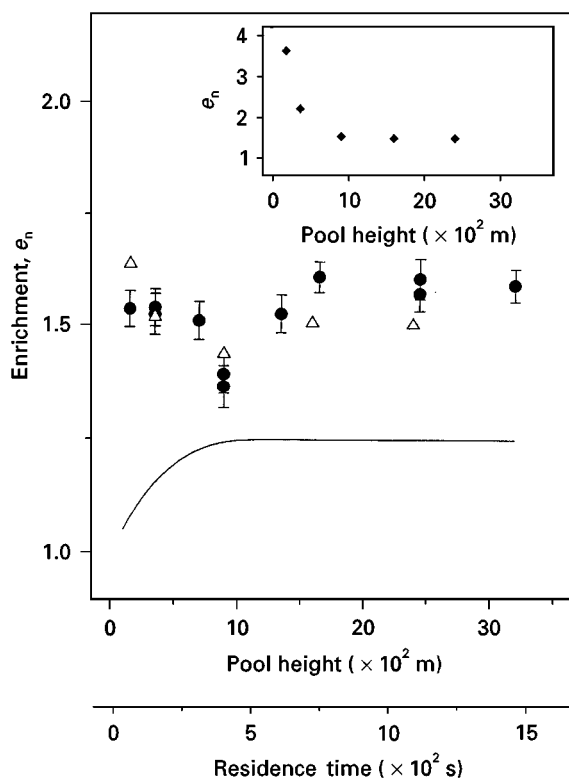 4
3
2
1
e_n
0 10 20 30
Pool height (× 10² m)
2.0
1.5
1.0
Enrichment, e_n
0 10 20 30
Pool height (× 10² m)
0 5 10 15
Residence time (× 10² s)